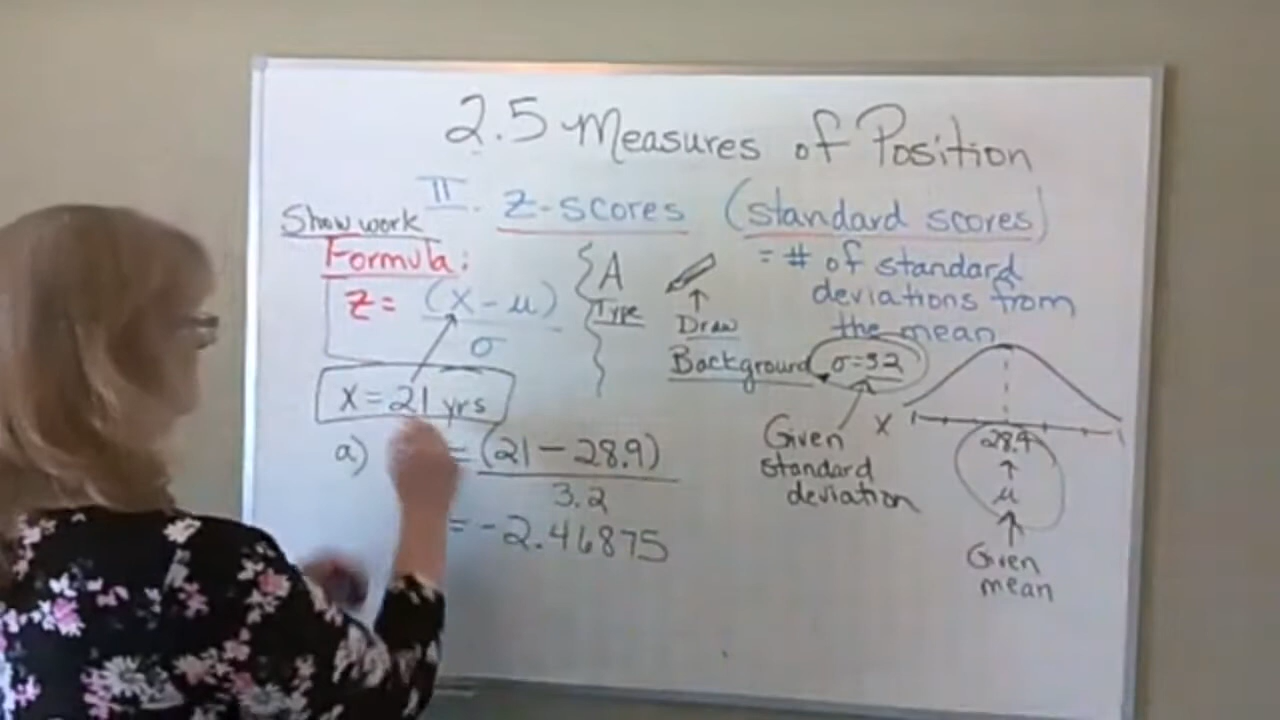 2.5 Measures of Position
II. Z-scores (standard scores)
= # of standard
deviations from
the mean
Show work
Formula:
Z = (X - μ)
σ
A
Type
Draw
Background
σ=3.2
X = 21 yrs
a)
= (21 - 28.9)
3.2
= -2.46875
Given
standard
deviation
X
28.9
μ
Given
mean